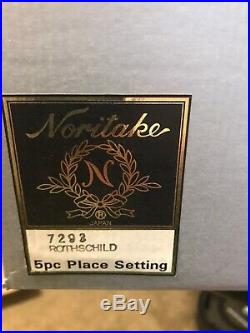 Noritake
N
®
JAPAN
7293
ROTHSCHILD
5pc Place Setting